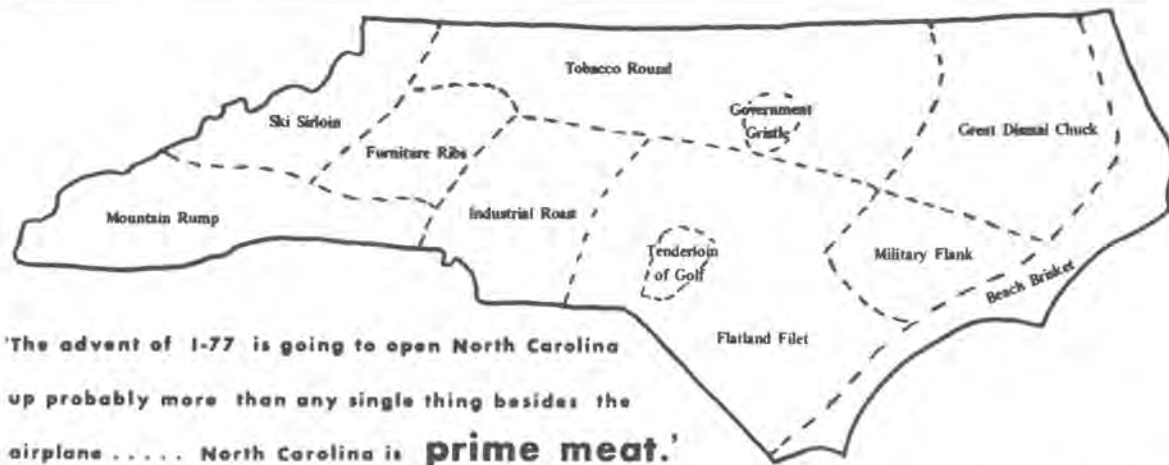 Tobacco Round
Government
Gristle
Ski Sirloin
Great Dismal Chuck
Furniture Ribs
Mountain Rump
Industrial Roast
Tenderloin
of Golf
Military Flank
Beach Brisket
Flatland Filet
'The advent of I-77 is going to open North Carolina
up probably more than any single thing besides the
airplane ..... North Carolina is prime meat.'